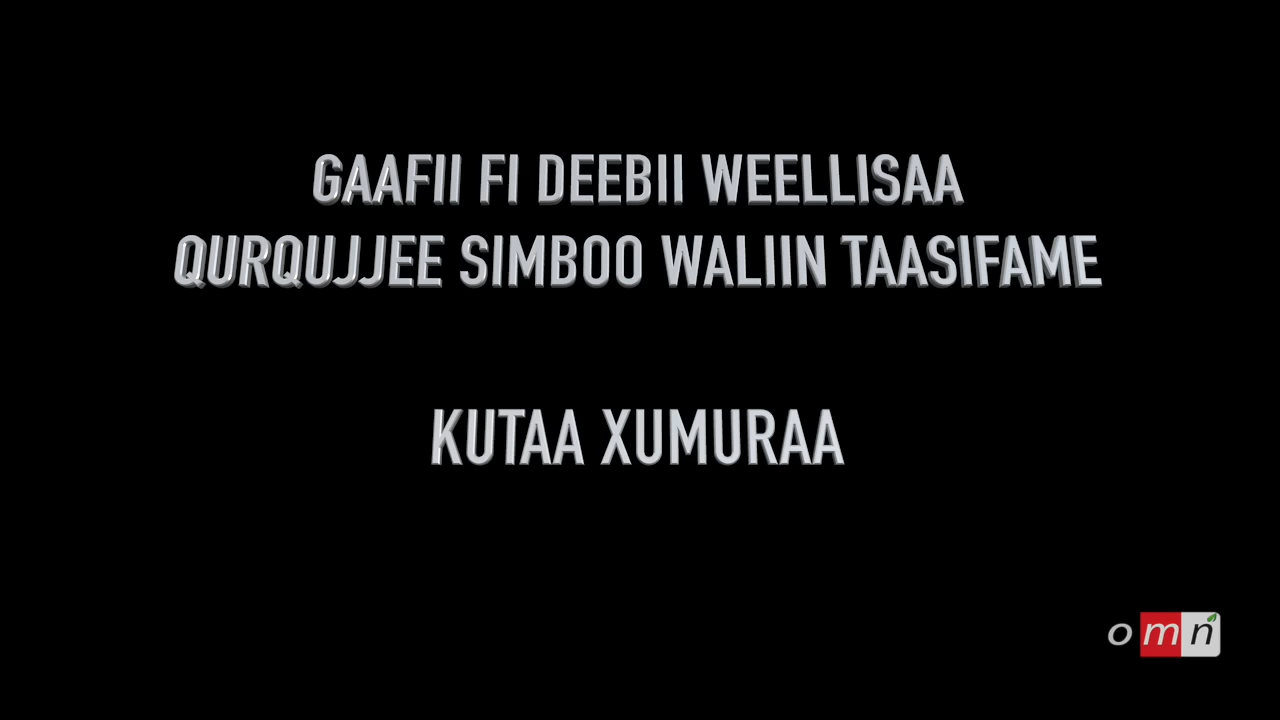 GAAFII FI DEEBII WEELLISAA
QURQUJJEE SIMBOO WALIIN TAASIFAME
KUTAA XUMURAA
omn